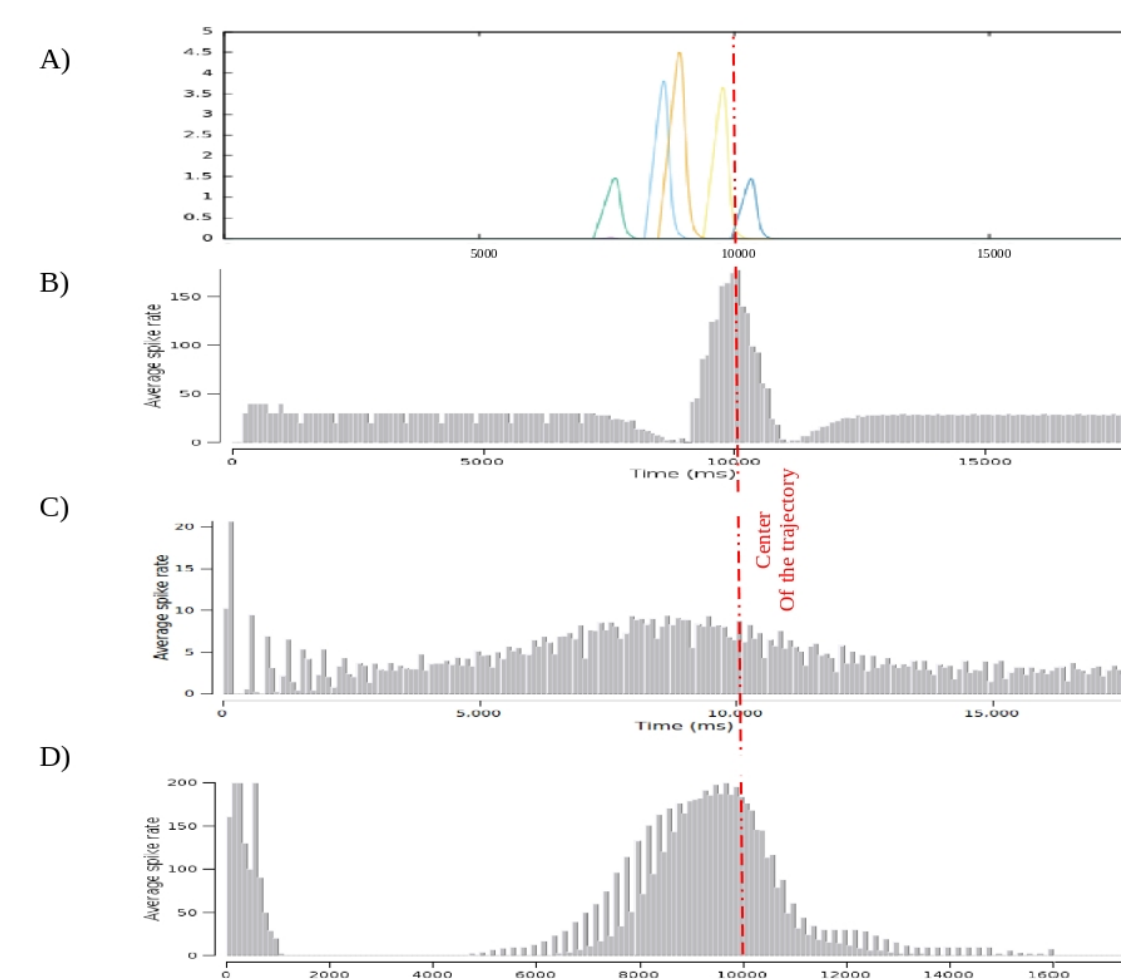 A)
5
4.5
4
3.5
3
2.5
2
1.5
1
0.5
0
5000 10000 15000
B)
Average spike rate
150
100
50
0
0 5000 10000 15000
Time (ms)
Center
Of the trajectory
C)
Average spike rate
20
15
10
5
0
0 5.000 10.000 15.000
Time (ms)
D)
Average spike rate
200
150
100
50
0
0 2000 4000 6000 8000 10000 12000 14000 1600